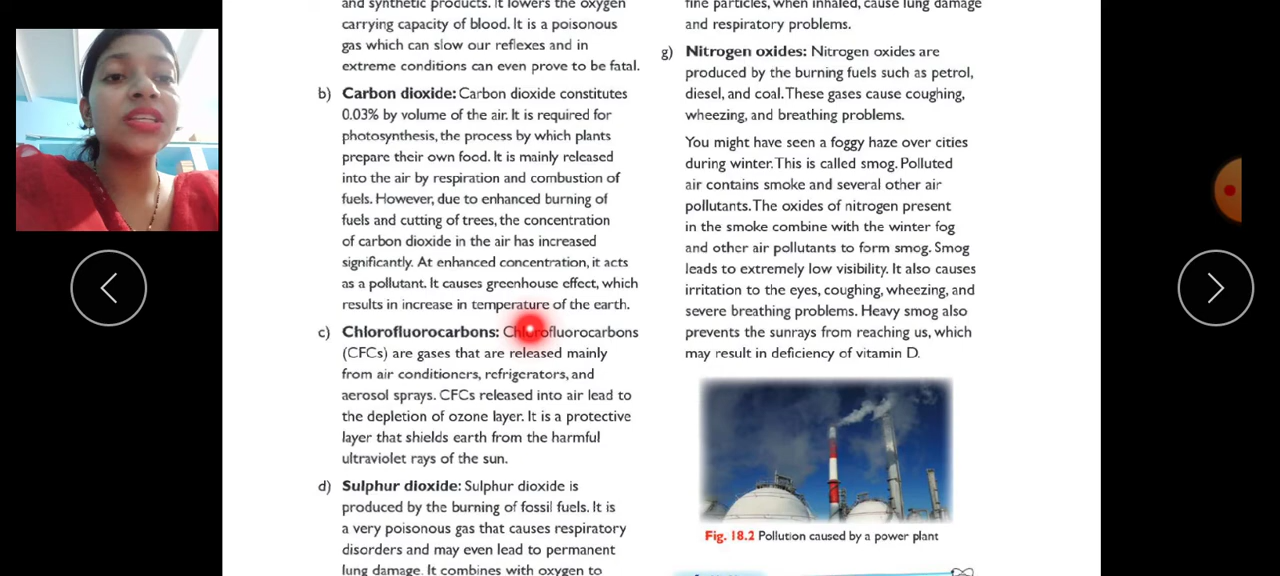 and synthetic products. It lowers the oxygen
carrying capacity of blood. It is a poisonous
gas which can slow our reflexes and in
extreme conditions can even prove to be fatal.
b) Carbon dioxide: Carbon dioxide constitutes
0.03% by volume of the air. It is required for
photosynthesis, the process by which plants
prepare their own food. It is mainly released
into the air by respiration and combustion of
fuels. However, due to enhanced burning of
fuels and cutting of trees, the concentration
of carbon dioxide in the air has increased
significantly. At enhanced concentration, it acts
as a pollutant. It causes greenhouse effect, which
results in increase in temperature of the earth.
c) Chlorofluorocarbons: Chlorofluorocarbons
(CFCs) are gases that are released mainly
from air conditioners, refrigerators, and
aerosol sprays. CFCs released into air lead to
the depletion of ozone layer. It is a protective
layer that shields earth from the harmful
ultraviolet rays of the sun.
d) Sulphur dioxide: Sulphur dioxide is
produced by the burning of fossil fuels. It is
a very poisonous gas that causes respiratory
disorders and may even lead to permanent
lung damage. It combines with oxygen to
fine particles, when inhaled, cause lung damage
and respiratory problems.
g) Nitrogen oxides: Nitrogen oxides are
produced by the burning fuels such as petrol,
diesel, and coal. These gases cause coughing,
wheezing, and breathing problems.
You might have seen a foggy haze over cities
during winter. This is called smog. Polluted
air contains smoke and several other air
pollutants. The oxides of nitrogen present
in the smoke combine with the winter fog
and other air pollutants to form smog. Smog
leads to extremely low visibility. It also causes
irritation to the eyes, coughing, wheezing, and
severe breathing problems. Heavy smog also
prevents the sunrays from reaching us, which
may result in deficiency of vitamin D.
Fig. 18.2 Pollution caused by a power plant